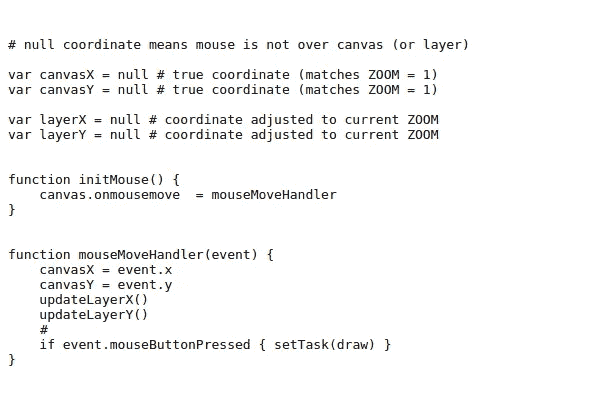 # null coordinate means mouse is not over canvas (or layer)

var canvasX = null # true coordinate (matches ZOOM = 1)
var canvasY = null # true coordinate (matches ZOOM = 1)

var layerX = null # coordinate adjusted to current ZOOM
var layerY = null # coordinate adjusted to current ZOOM


function initMouse() {
    canvas.onmousemove  = mouseMoveHandler
}


function mouseMoveHandler(event) {
    canvasX = event.x
    canvasY = event.y
    updateLayerX()
    updateLayerY()
    #
    if event.mouseButtonPressed { setTask(draw) }
}